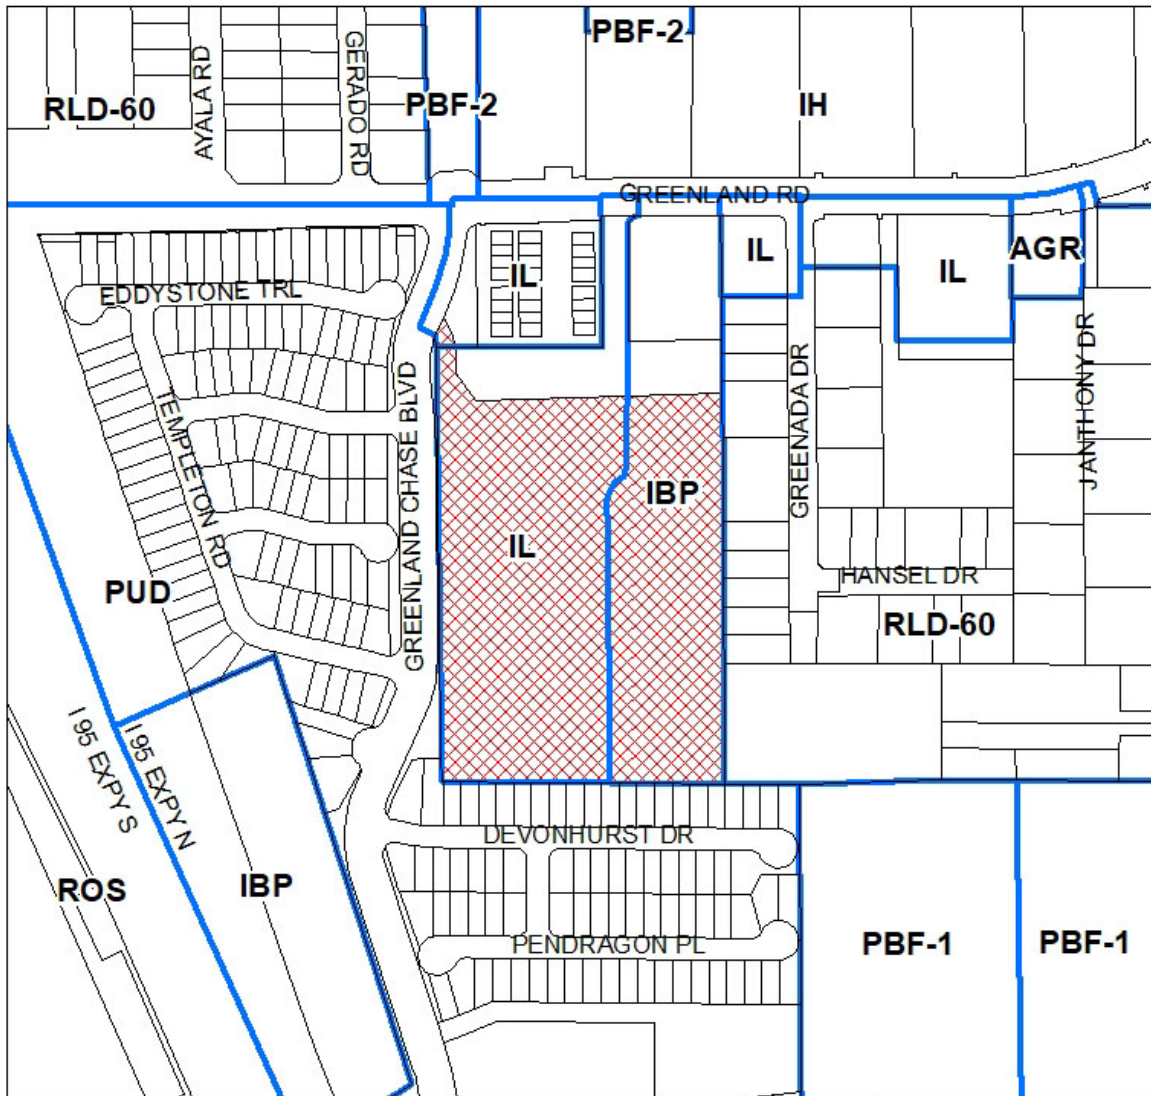 PBF-2
RLD-60
AYALA RD
GERADO RD
PBF-2
IH
GREENLAND RD
IL
IL
IL
AGR
EDDYSTONE TRL
TEMPLETON RD
GREENLAND CHASE BLVD
GREENADA DR
J ANTHONY DR
IBP
IL
HANSEL DR
PUD
RLD-60
I 95 EXPY S
I 95 EXPY N
DEVONHURST DR
ROS
IBP
PENDRAGON PL
PBF-1
PBF-1